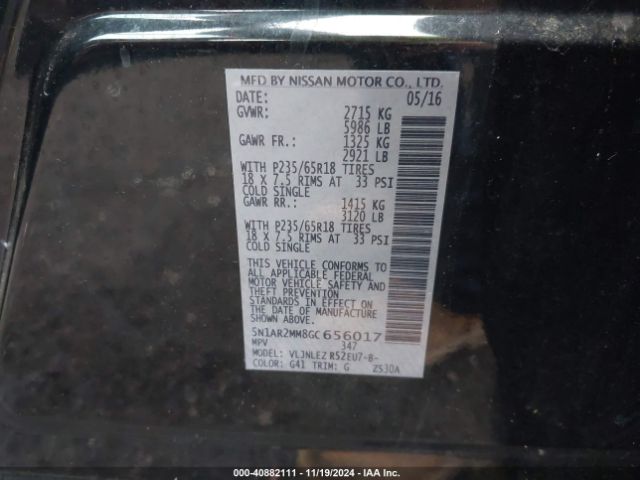 MFD BY NISSAN MOTOR CO., LTD.
DATE: 05/16
GVWR: 2715 KG
5986 LB
GAWR FR.: 1325 KG
2921 LB
WITH P235/65R18 TIRES
18 X 7.5 RIMS AT 33 PSI
COLD SINGLE
GAWR RR.: 1415 KG
3120 LB
WITH P235/65R18 TIRES
18 X 7.5 RIMS AT 33 PSI
COLD SINGLE
THIS VEHICLE CONFORMS TO
ALL APPLICABLE FEDERAL
MOTOR VEHICLE SAFETY AND
THEFT PREVENTION
STANDARDS IN EFFECT ON
THE DATE OF MANUFACTURE
SHOWN ABOVE.
5N1AR2MM8GC656017
MPV 347
MODEL: VLJNLEZ R52EU7-B-
COLOR: G41 TRIM: G ZS30A
000-40882111 - 11/19/2024 - IAA Inc.